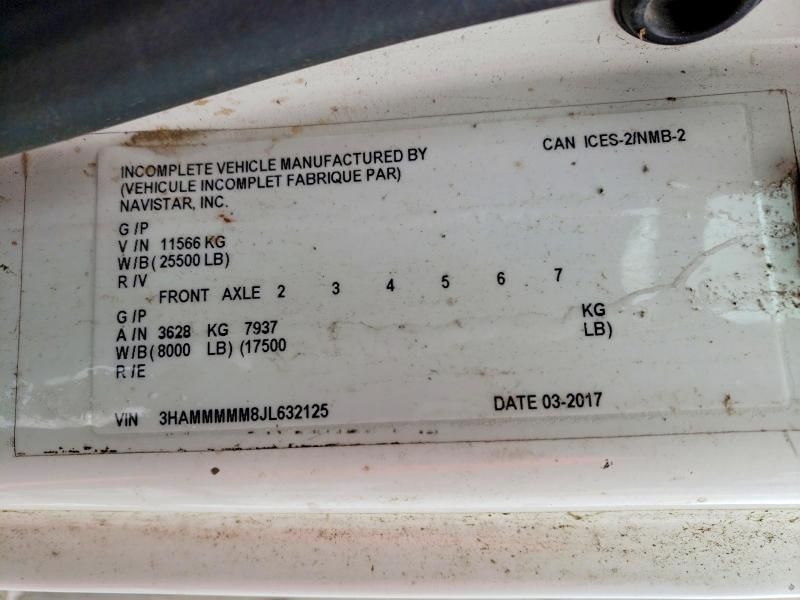 CAN ICES-2/NMB-2
INCOMPLETE VEHICLE MANUFACTURED BY
(VEHICULE INCOMPLET FABRIQUE PAR)
NAVISTAR, INC.
G /P
V /N 11566 KG
W/B( 25500 LB)
R /V
FRONT AXLE 2 3 4 5 6 7
G /P
A /N 3628 KG 7937 KG
W/B( 8000 LB) (17500 LB)
R /E
VIN 3HAMMMMM8JL632125 DATE 03-2017